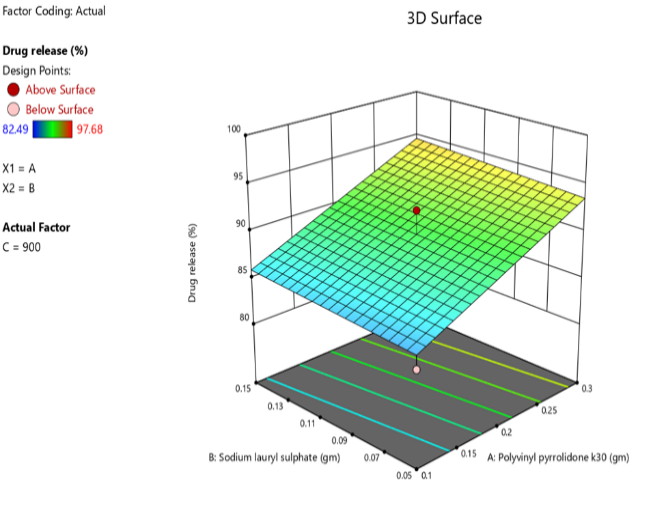 Factor Coding: Actual
3D Surface
Drug release (%)
Design Points:
Above Surface
Below Surface
82.49 97.68
X1 = A
X2 = B
Actual Factor
C = 900
Drug release (%)
100
95
90
85
80
0.15
0.13
0.11
0.09
0.07
0.05
0.1
0.15
0.2
0.25
0.3
B: Sodium lauryl sulphate (gm)
A: Polyvinyl pyrrolidone k30 (gm)